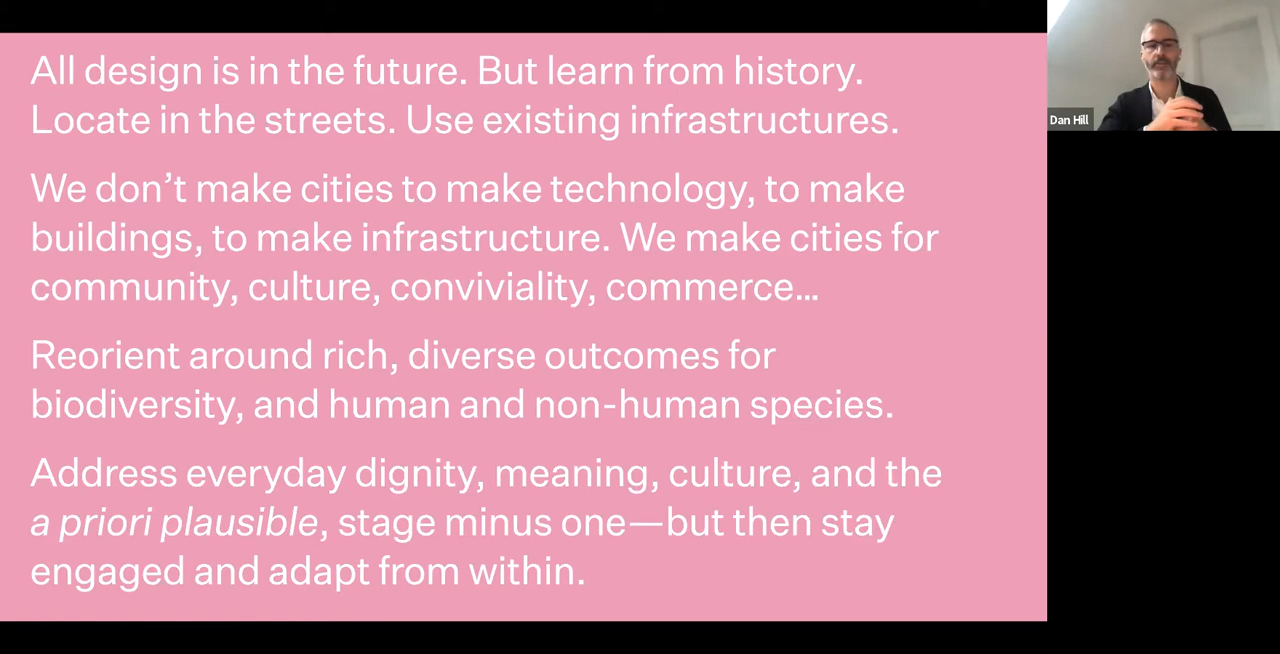 All design is in the future. But learn from history.
Locate in the streets. Use existing infrastructures.
We don’t make cities to make technology, to make
buildings, to make infrastructure. We make cities for
community, culture, conviviality, commerce…
Reorient around rich, diverse outcomes for
biodiversity, and human and non-human species.
Address everyday dignity, meaning, culture, and the
a priori plausible, stage minus one—but then stay
engaged and adapt from within.
Dan Hill